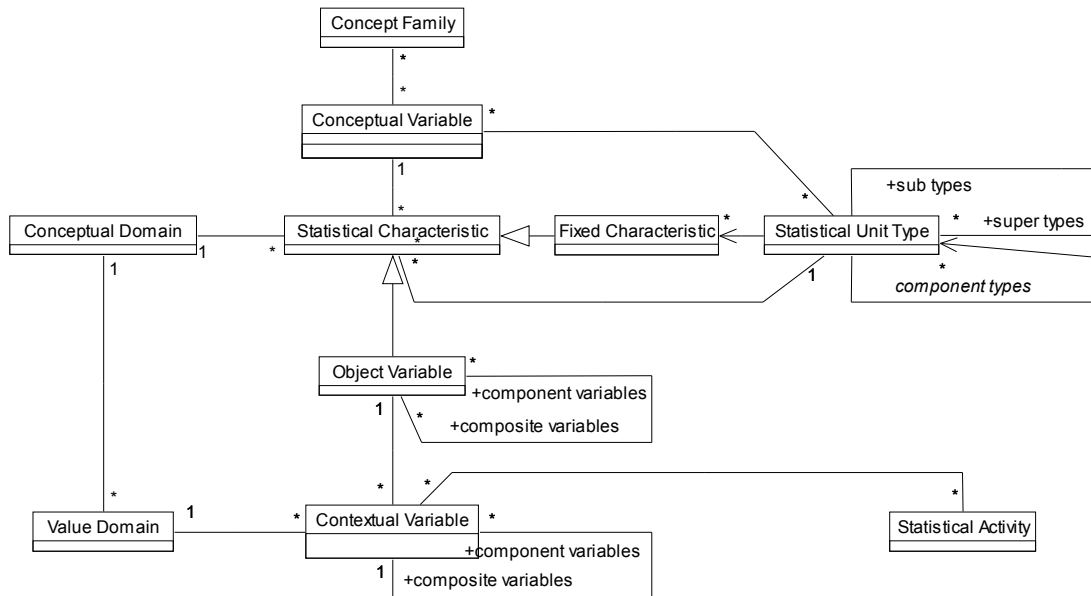 Concept Family
*
*
Conceptual Variable
*
1
+sub types
*
*
Conceptual Domain
Statistical Characteristic
Fixed Characteristic
*
Statistical Unit Type
*
+super types
1
1
*
*
*
1
*
component types
Object Variable
*
+component variables
1
*
+composite variables
*
*
*
*
Value Domain
1
*
Contextual Variable
*
Statistical Activity
+component variables
1
+composite variables